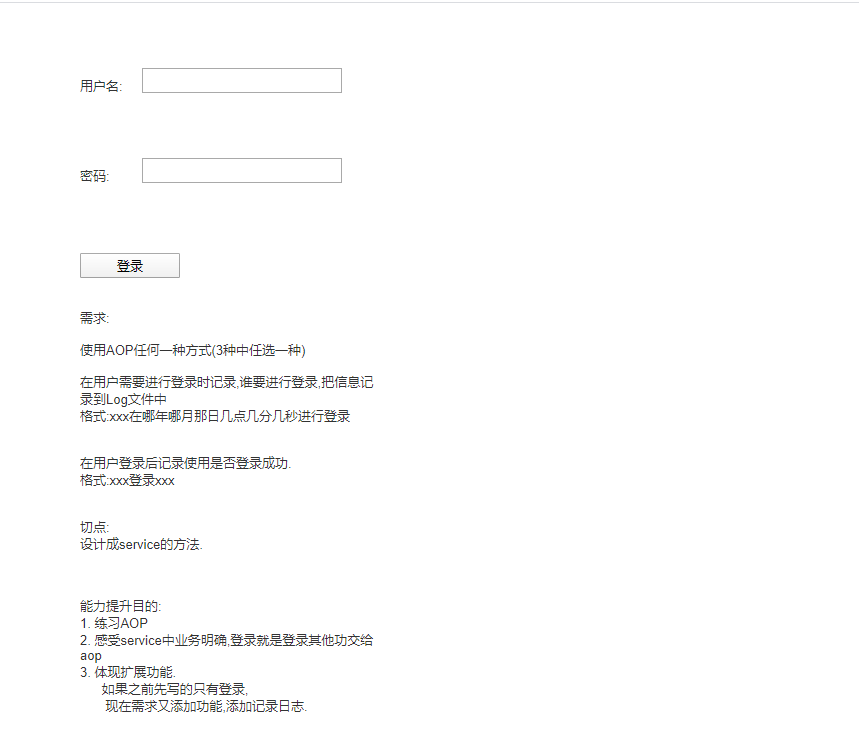 用户名:
密码:
登录
需求:
使用AOP任何一种方式(3种中任选一种)
在用户需要进行登录时记录,谁要进行登录,把信息记
录到Log文件中
格式:xxx在哪年哪月那日几点几分几秒进行登录
在用户登录后记录使用是否登录成功.
格式:xxx登录xxx
切点:
设计成service的方法.
能力提升目的:
1. 练习AOP
2. 感受service中业务明确,登录就是登录其他功交给
aop
3. 体现扩展功能.
如果之前先写的只有登录,
现在需求又添加功能,添加记录日志.